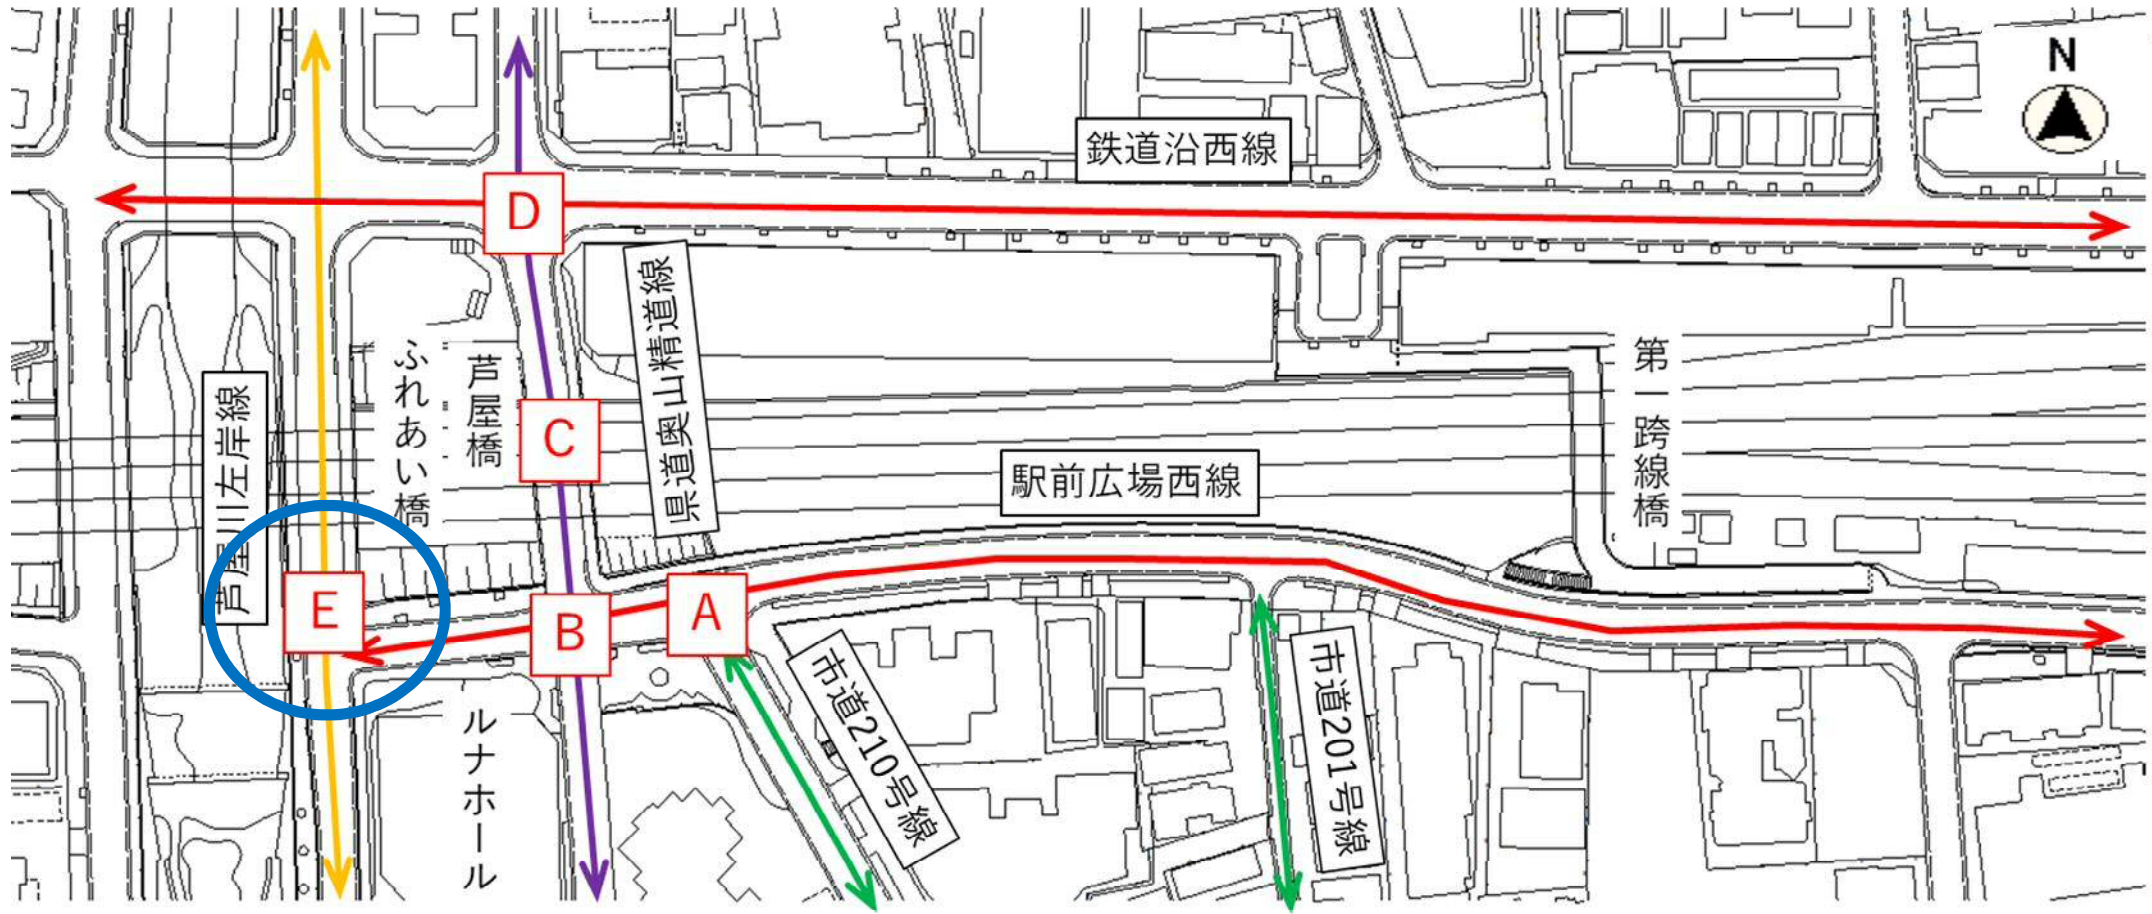 N
鉄道沿西線
D
県道奥山精道線
ふれあい橋
芦屋橋
第一跨線橋
芦屋川左岸線
C
駅前広場西線
E
B
A
市道210号線
市道201号線
ルナホール